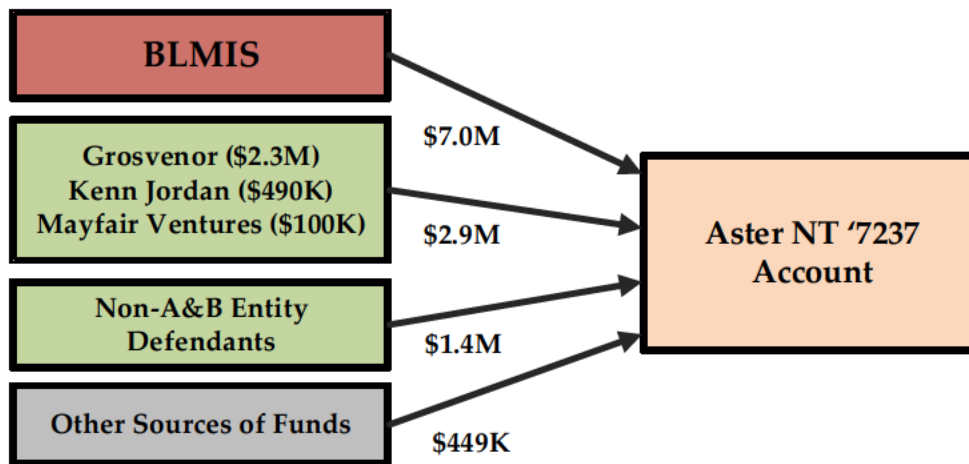 BLMIS
$7.0M
Grosvenor ($2.3M)
Kenn Jordan ($490K)
Mayfair Ventures ($100K)
$2.9M
Aster NT ‘7237
Account
Non-A&B Entity
Defendants
$1.4M
Other Sources of Funds
$449K